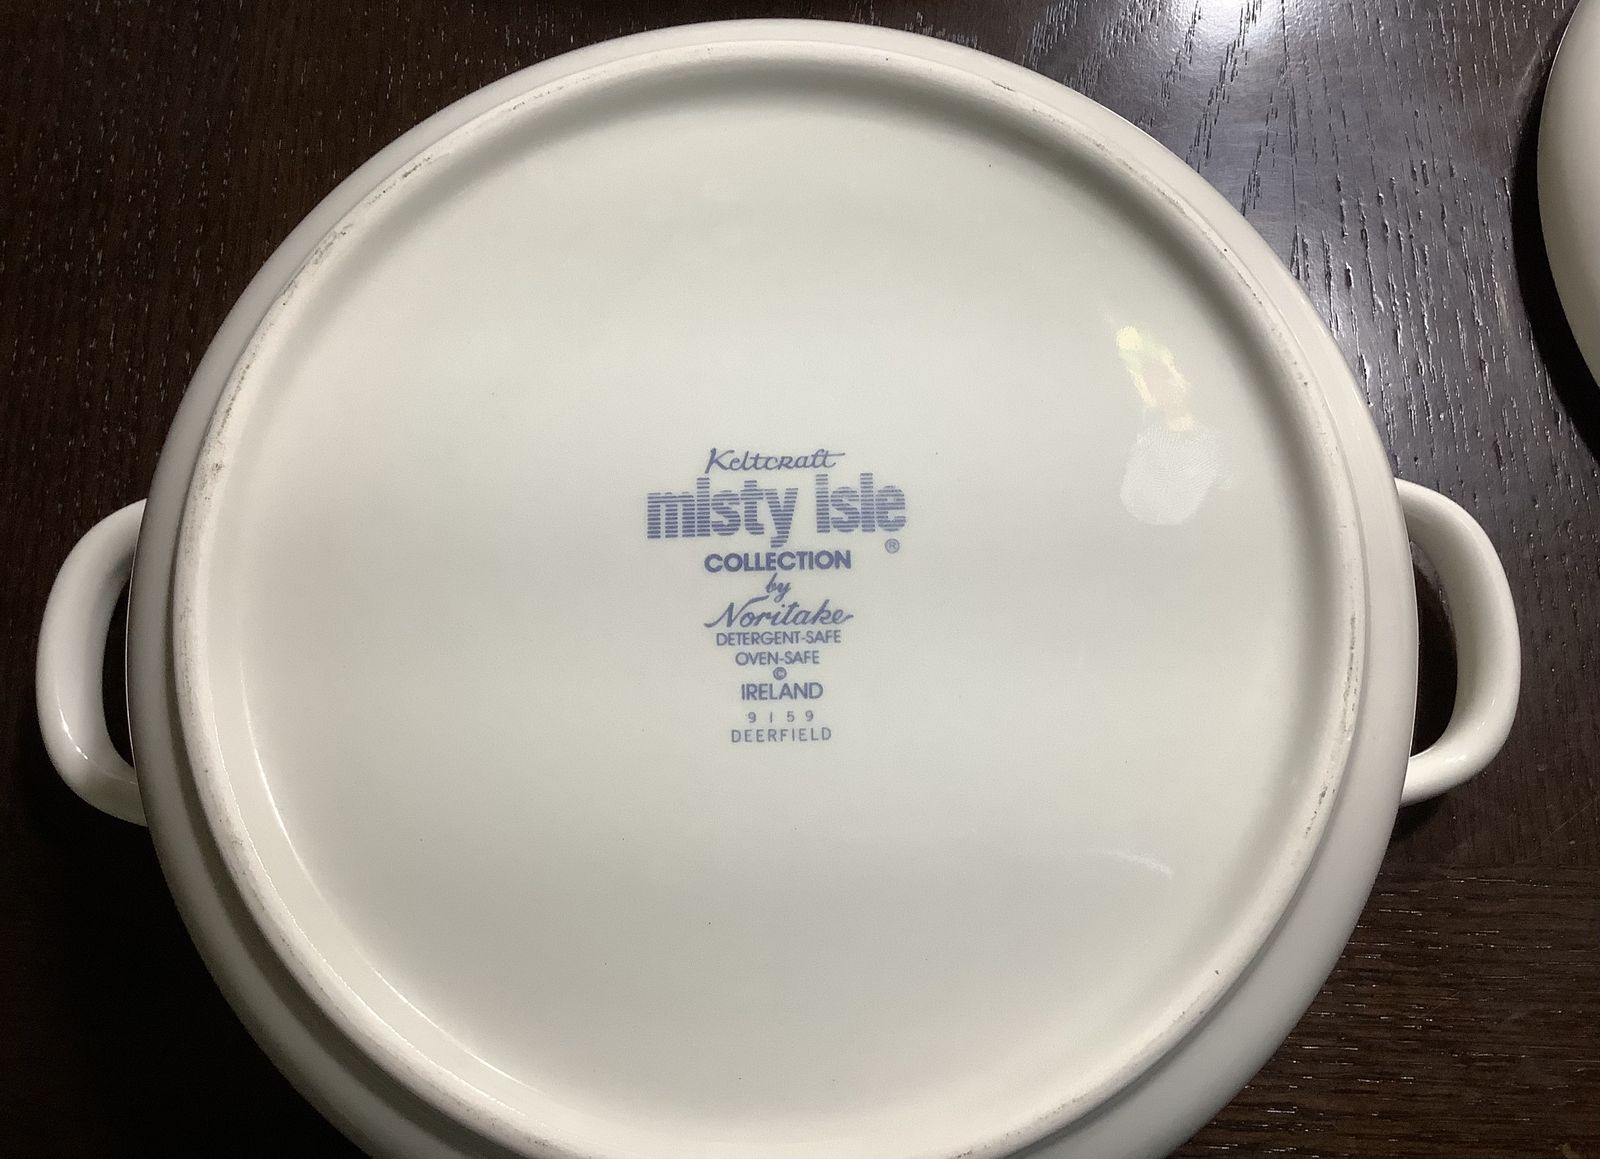 Keltcraft
misty isle
®
COLLECTION
by
Noritake
DETERGENT-SAFE
OVEN-SAFE
©
IRELAND
9159
DEERFIELD